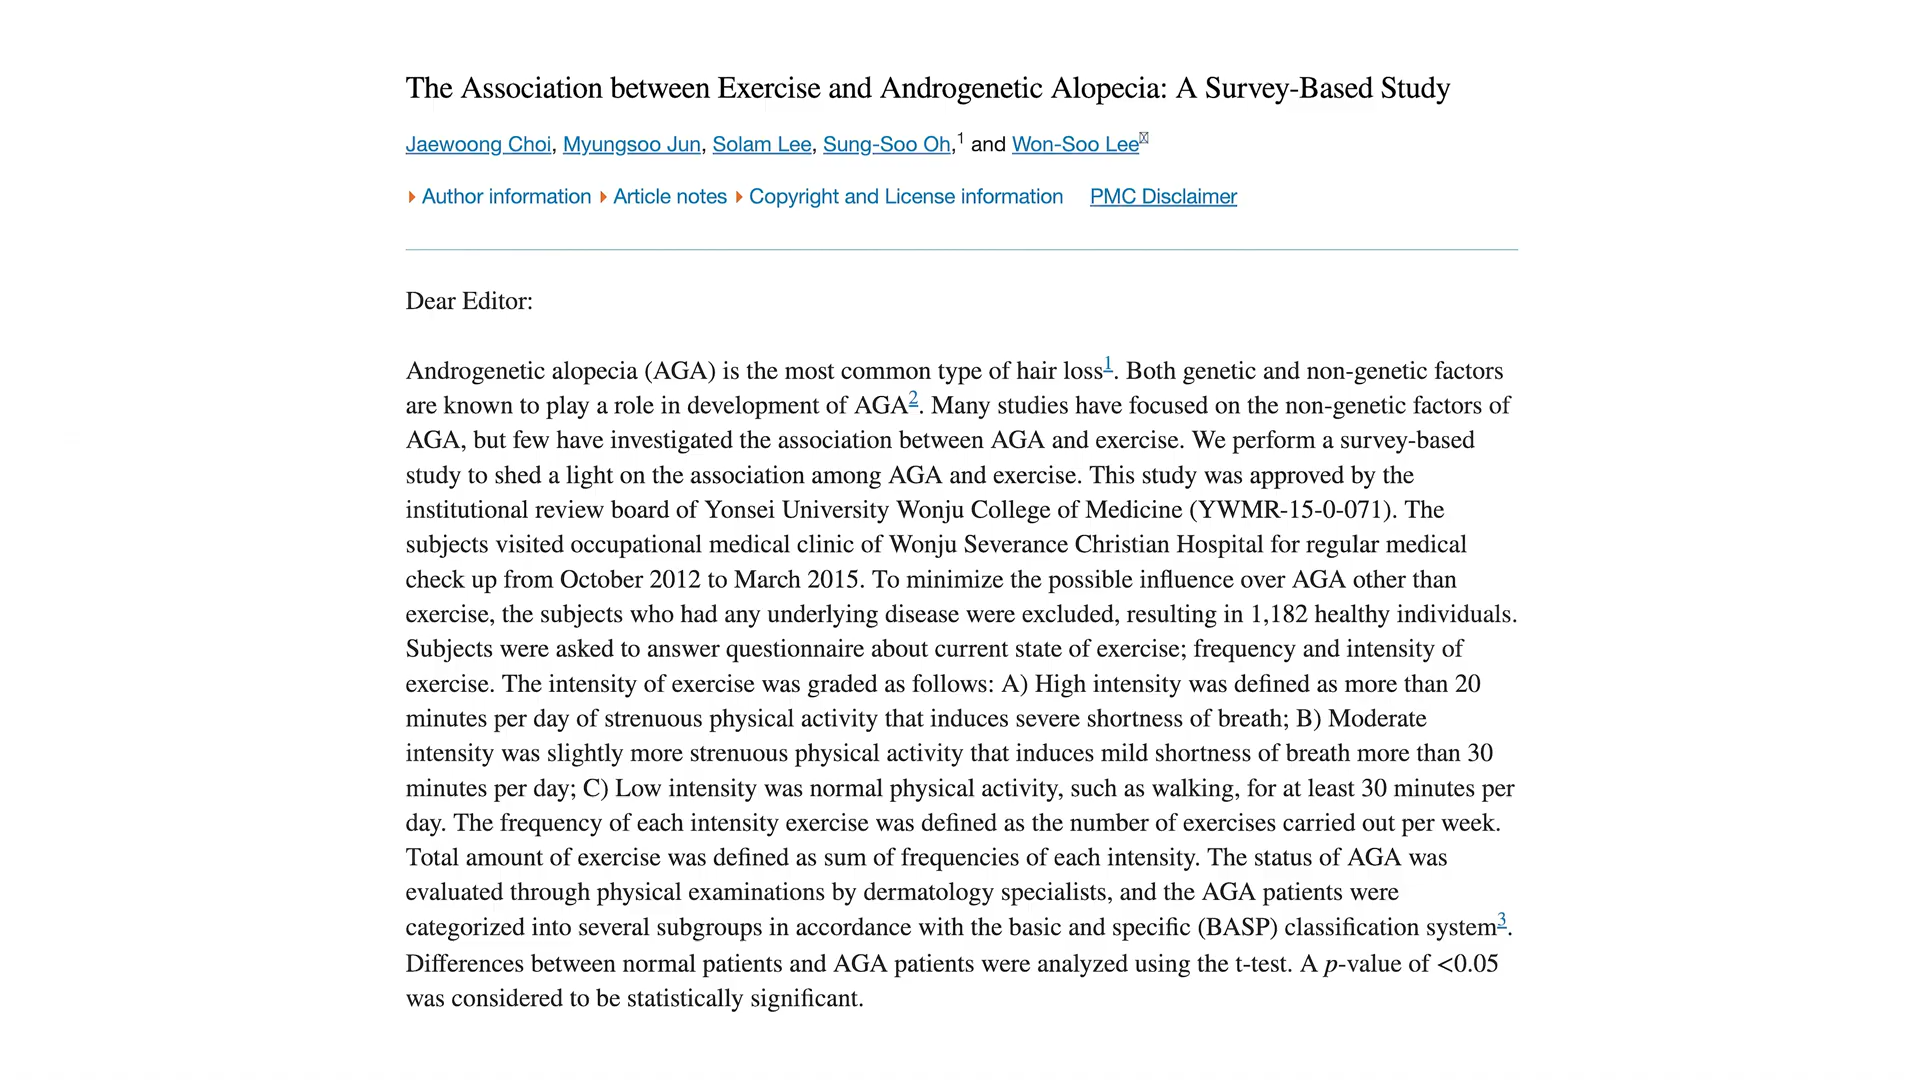 The Association between Exercise and Androgenetic Alopecia: A Survey-Based Study
Jaewoong Choi, Myungsoo Jun, Solam Lee, Sung-Soo Oh,1 and Won-Soo Lee
Author information Article notes Copyright and License information PMC Disclaimer
Dear Editor:
Androgenetic alopecia (AGA) is the most common type of hair loss1. Both genetic and non-genetic factors
are known to play a role in development of AGA2. Many studies have focused on the non-genetic factors of
AGA, but few have investigated the association between AGA and exercise. We perform a survey-based
study to shed a light on the association among AGA and exercise. This study was approved by the
institutional review board of Yonsei University Wonju College of Medicine (YWMR-15-0-071). The
subjects visited occupational medical clinic of Wonju Severance Christian Hospital for regular medical
check up from October 2012 to March 2015. To minimize the possible influence over AGA other than
exercise, the subjects who had any underlying disease were excluded, resulting in 1,182 healthy individuals.
Subjects were asked to answer questionnaire about current state of exercise; frequency and intensity of
exercise. The intensity of exercise was graded as follows: A) High intensity was defined as more than 20
minutes per day of strenuous physical activity that induces severe shortness of breath; B) Moderate
intensity was slightly more strenuous physical activity that induces mild shortness of breath more than 30
minutes per day; C) Low intensity was normal physical activity, such as walking, for at least 30 minutes per
day. The frequency of each intensity exercise was defined as the number of exercises carried out per week.
Total amount of exercise was defined as sum of frequencies of each intensity. The status of AGA was
evaluated through physical examinations by dermatology specialists, and the AGA patients were
categorized into several subgroups in accordance with the basic and specific (BASP) classification system3.
Differences between normal patients and AGA patients were analyzed using the t-test. A p-value of <0.05
was considered to be statistically significant.